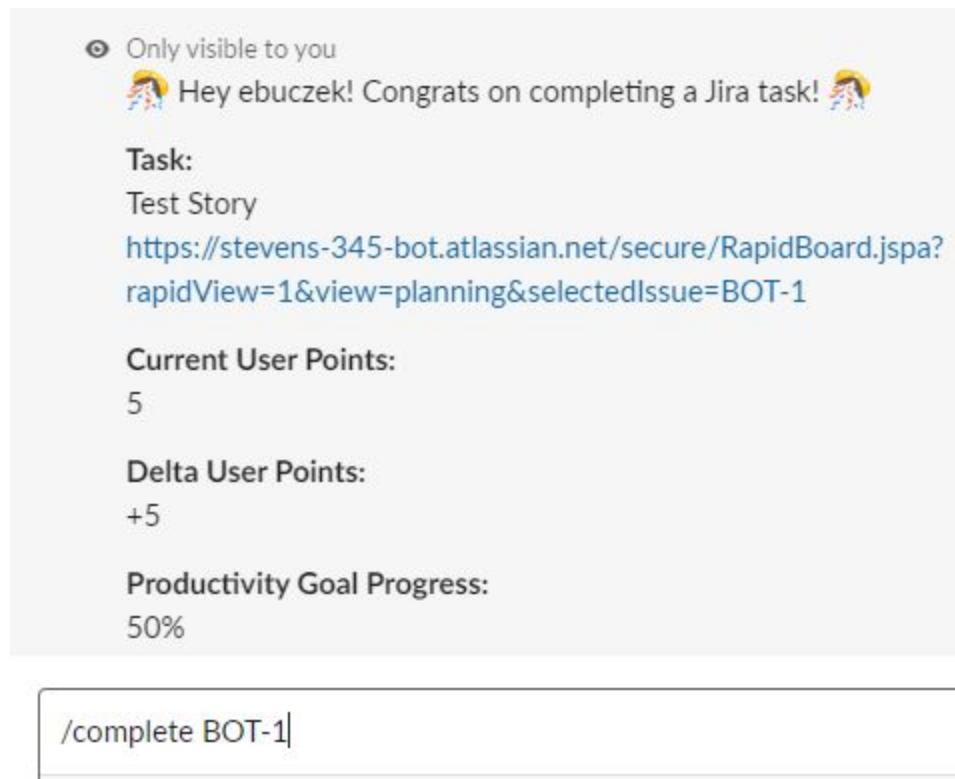 Only visible to you
Hey ebuczek! Congrats on completing a Jira task!
Task:
Test Story
https://stevens-345-bot.atlassian.net/secure/RapidBoard.jspa?
rapidView=1&view=planning&selectedIssue=BOT-1
Current User Points:
5
Delta User Points:
+5
Productivity Goal Progress:
50%
/complete BOT-1